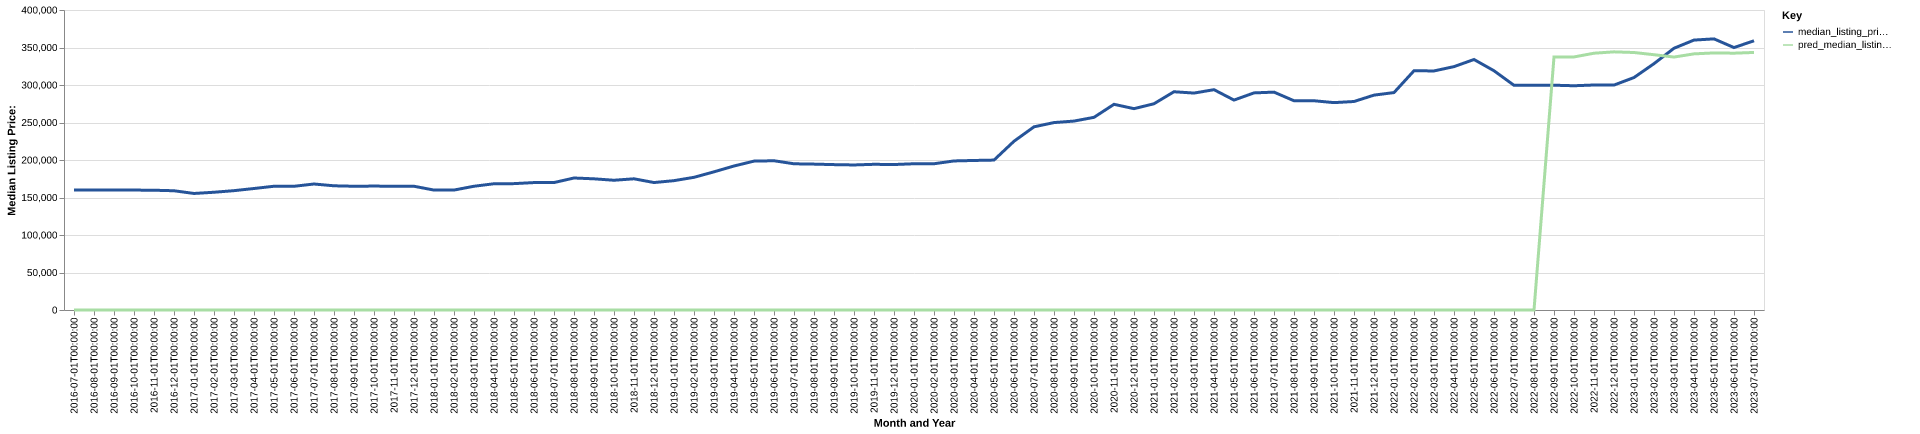 400,000
350,000
300,000
250,000
200,000
150,000
100,000
50,000
0
Median Listing Price:
2016-07-01T00:00:00
2016-08-01T00:00:00
2016-09-01T00:00:00
2016-10-01T00:00:00
2016-11-01T00:00:00
2016-12-01T00:00:00
2017-01-01T00:00:00
2017-02-01T00:00:00
2017-03-01T00:00:00
2017-04-01T00:00:00
2017-05-01T00:00:00
2017-06-01T00:00:00
2017-07-01T00:00:00
2017-08-01T00:00:00
2017-09-01T00:00:00
2017-10-01T00:00:00
2017-11-01T00:00:00
2017-12-01T00:00:00
2018-01-01T00:00:00
2018-02-01T00:00:00
2018-03-01T00:00:00
2018-04-01T00:00:00
2018-05-01T00:00:00
2018-06-01T00:00:00
2018-07-01T00:00:00
2018-08-01T00:00:00
2018-09-01T00:00:00
2018-10-01T00:00:00
2018-11-01T00:00:00
2018-12-01T00:00:00
2019-01-01T00:00:00
2019-02-01T00:00:00
2019-03-01T00:00:00
2019-04-01T00:00:00
2019-05-01T00:00:00
2019-06-01T00:00:00
2019-07-01T00:00:00
2019-08-01T00:00:00
2019-09-01T00:00:00
2019-10-01T00:00:00
2019-11-01T00:00:00
2019-12-01T00:00:00
2020-01-01T00:00:00
2020-02-01T00:00:00
2020-03-01T00:00:00
2020-04-01T00:00:00
2020-05-01T00:00:00
2020-06-01T00:00:00
2020-07-01T00:00:00
2020-08-01T00:00:00
2020-09-01T00:00:00
2020-10-01T00:00:00
2020-11-01T00:00:00
2020-12-01T00:00:00
2021-01-01T00:00:00
2021-02-01T00:00:00
2021-03-01T00:00:00
2021-04-01T00:00:00
2021-05-01T00:00:00
2021-06-01T00:00:00
2021-07-01T00:00:00
2021-08-01T00:00:00
2021-09-01T00:00:00
2021-10-01T00:00:00
2021-11-01T00:00:00
2021-12-01T00:00:00
2022-01-01T00:00:00
2022-02-01T00:00:00
2022-03-01T00:00:00
2022-04-01T00:00:00
2022-05-01T00:00:00
2022-06-01T00:00:00
2022-07-01T00:00:00
2022-08-01T00:00:00
2022-09-01T00:00:00
2022-10-01T00:00:00
2022-11-01T00:00:00
2022-12-01T00:00:00
2023-01-01T00:00:00
2023-02-01T00:00:00
2023-03-01T00:00:00
2023-04-01T00:00:00
2023-05-01T00:00:00
2023-06-01T00:00:00
2023-07-01T00:00:00
Month and Year
Key
median_listing_pri…
pred_median_listin…